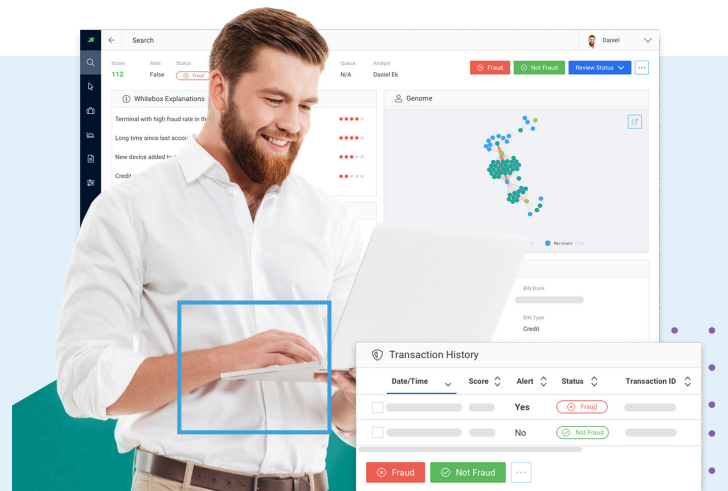 Search
Daniel
Score
Alert
Status
Queue
Analyst
112
False
Fraud
N/A
Daniel Ek
Fraud
Not Fraud
Review Status
Whitebox Explanations
Genome
Terminal with high fraud rate in th
Long time since last accou
New device added to
Credit
Merchant
BIN Bank
BIN Type
Credit
Transaction History
Date/Time
Score
Alert
Status
Transaction ID
Yes
Fraud
No
Not Fraud
Fraud
Not Fraud